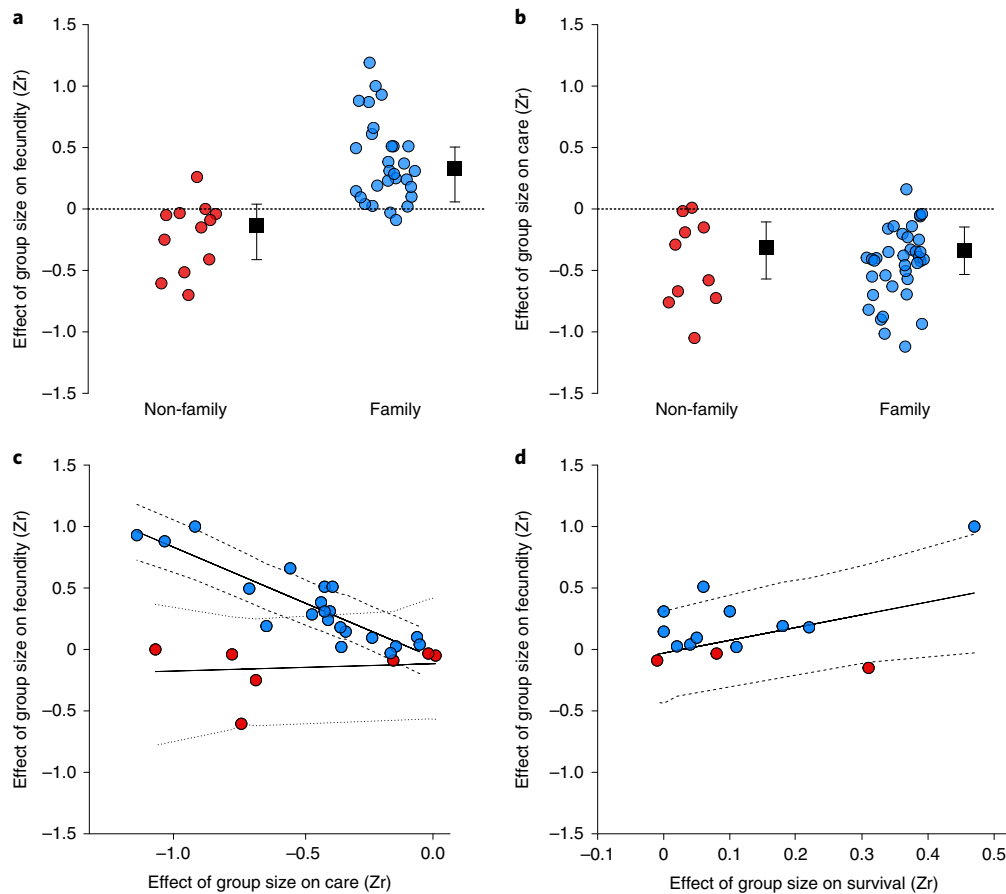 a
Effect of group size on fecundity (Zr)
1.5
1.0
0.5
0
–0.5
–1.0
–1.5
Non-family
Family
b
Effect of group size on care (Zr)
1.5
1.0
0.5
0
–0.5
–1.0
–1.5
Non-family
Family
c
Effect of group size on fecundity (Zr)
1.5
1.0
0.5
0
–0.5
–1.0
–1.5
–1.0
–0.5
0.0
Effect of group size on care (Zr)
d
Effect of group size on fecundity (Zr)
1.5
1.0
0.5
0
–0.5
–1.0
–1.5
–0.1
0
0.1
0.2
0.3
0.4
0.5
Effect of group size on survival (Zr)